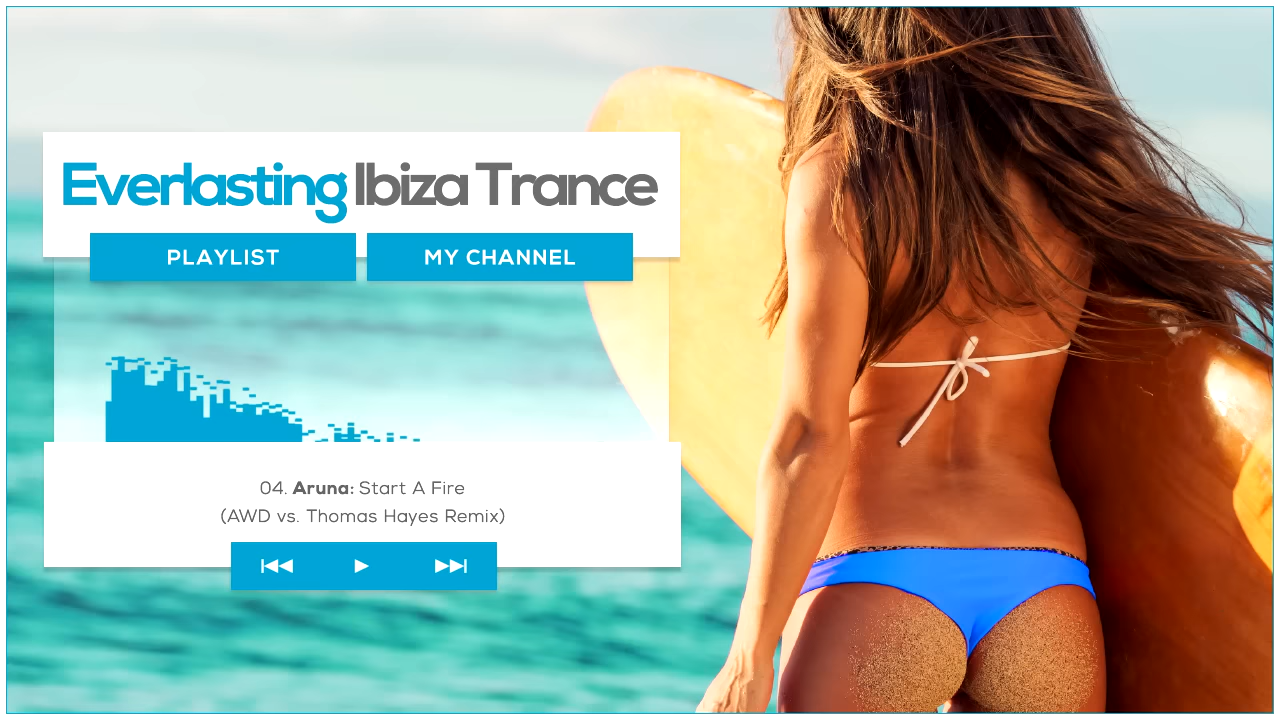 Everlasting Ibiza Trance
PLAYLIST
MY CHANNEL
04. Aruna: Start A Fire
(AWD vs. Thomas Hayes Remix)